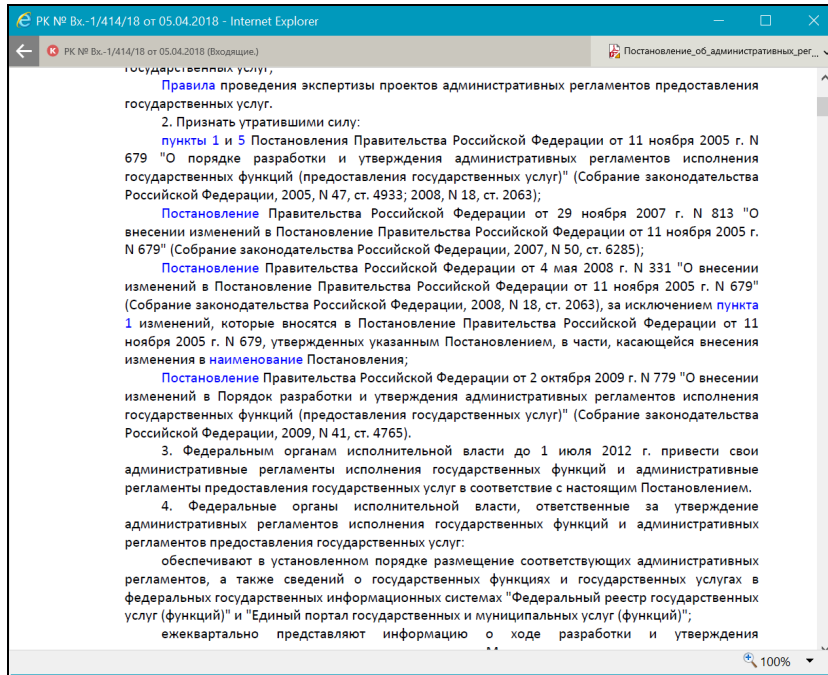 РК № Вх.-1/414/18 от 05.04.2018 - Internet Explorer
РК № Вх.-1/414/18 от 05.04.2018 (Входящие.)
Постановление_об_административных_рег...
государственных услуг;
Правила проведения экспертизы проектов административных регламентов предоставления
государственных услуг.
2. Признать утратившими силу:
пункты 1 и 5 Постановления Правительства Российской Федерации от 11 ноября 2005 г. N
679 "О порядке разработки и утверждения административных регламентов исполнения
государственных функций (предоставления государственных услуг)" (Собрание законодательства
Российской Федерации, 2005, N 47, ст. 4933; 2008, N 18, ст. 2063);
Постановление Правительства Российской Федерации от 29 ноября 2007 г. N 813 "О
внесении изменений в Постановление Правительства Российской Федерации от 11 ноября 2005 г.
N 679" (Собрание законодательства Российской Федерации, 2007, N 50, ст. 6285);
Постановление Правительства Российской Федерации от 4 мая 2008 г. N 331 "О внесении
изменений в Постановление Правительства Российской Федерации от 11 ноября 2005 г. N 679"
(Собрание законодательства Российской Федерации, 2008, N 18, ст. 2063), за исключением пункта
1 изменений, которые вносятся в Постановление Правительства Российской Федерации от 11
ноября 2005 г. N 679, утвержденных указанным Постановлением, в части, касающейся внесения
изменения в наименование Постановления;
Постановление Правительства Российской Федерации от 2 октября 2009 г. N 779 "О внесении
изменений в Порядок разработки и утверждения административных регламентов исполнения
государственных функций (предоставления государственных услуг)" (Собрание законодательства
Российской Федерации, 2009, N 41, ст. 4765).
3. Федеральным органам исполнительной власти до 1 июля 2012 г. привести свои
административные регламенты исполнения государственных функций и административные
регламенты предоставления государственных услуг в соответствие с настоящим Постановлением.
4. Федеральные органы исполнительной власти, ответственные за утверждение
административных регламентов исполнения государственных функций и административных
регламентов предоставления государственных услуг:
обеспечивают в установленном порядке размещение соответствующих административных
регламентов, а также сведений о государственных функциях и государственных услугах в
федеральных государственных информационных системах "Федеральный реестр государственных
услуг (функций)" и "Единый портал государственных и муниципальных услуг (функций)";
ежеквартально представляют информацию о ходе разработки и утверждения
100%